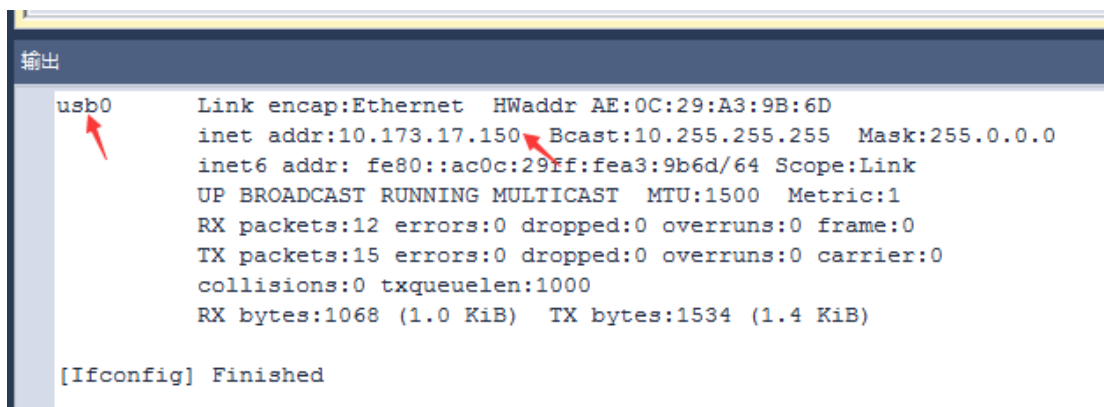 输出
usb0 Link encap:Ethernet HWaddr AE:0C:29:A3:9B:6D
inet addr:10.173.17.150 Bcast:10.255.255.255 Mask:255.0.0.0
inet6 addr: fe80::ac0c:29ff:fea3:9b6d/64 Scope:Link
UP BROADCAST RUNNING MULTICAST MTU:1500 Metric:1
RX packets:12 errors:0 dropped:0 overruns:0 frame:0
TX packets:15 errors:0 dropped:0 overruns:0 carrier:0
collisions:0 txqueuelen:1000
RX bytes:1068 (1.0 KiB) TX bytes:1534 (1.4 KiB)
[Ifconfig] Finished